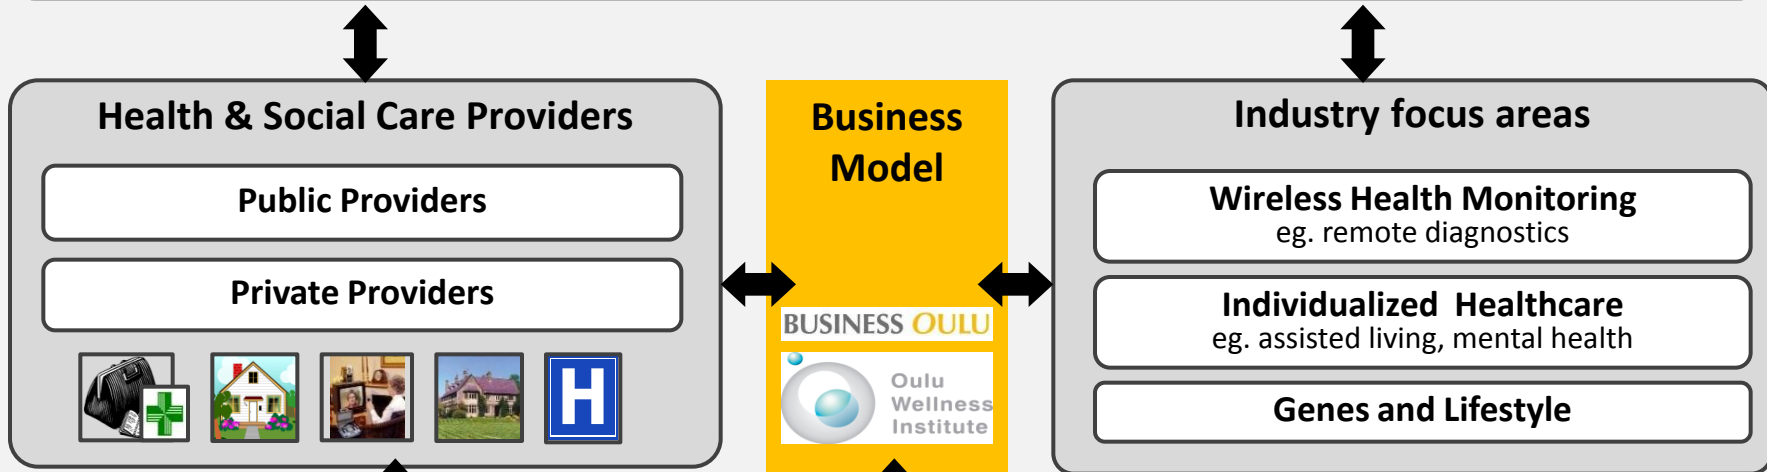 Health & Social Care Providers
Public Providers
Private Providers
H
Business
Model
BUSINESS OULU
Oulu
Wellness
Institute
Industry focus areas
Wireless Health Monitoring
eg. remote diagnostics
Individualized  Healthcare
eg. assisted living, mental health
Genes and Lifestyle